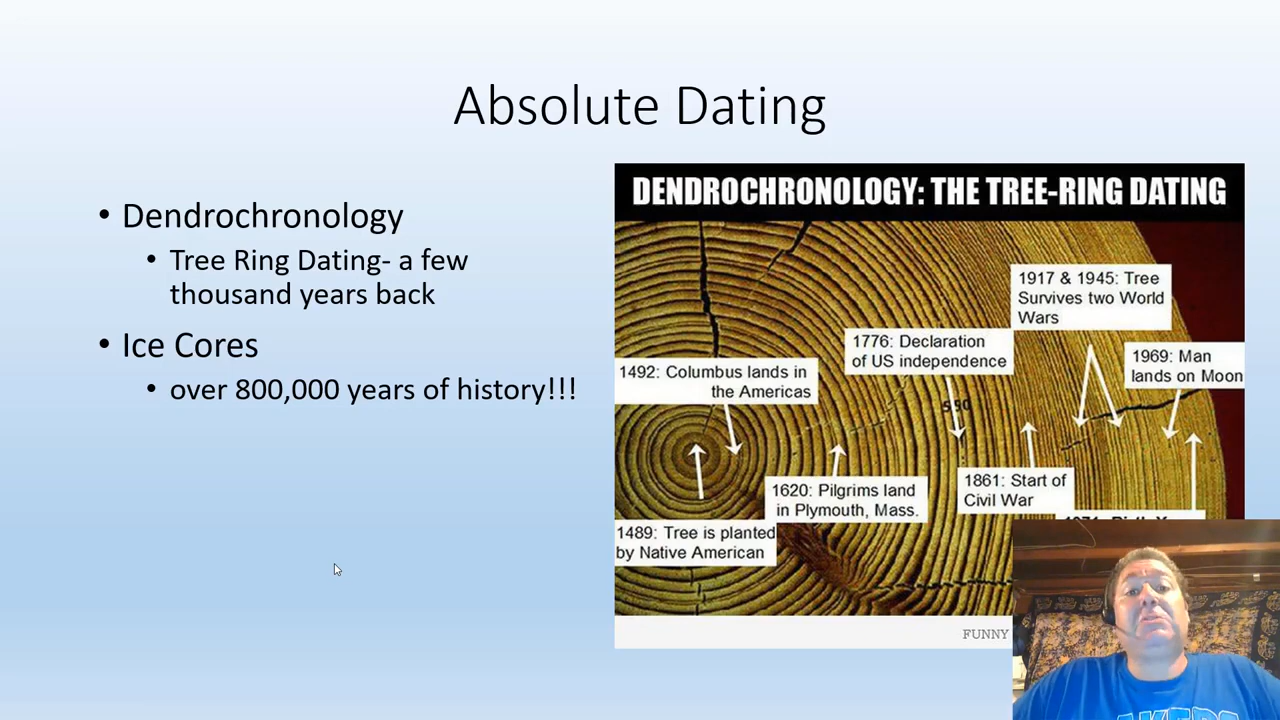 Absolute Dating
• Dendrochronology
• Tree Ring Dating- a few
thousand years back
• Ice Cores
• over 800,000 years of history!!!
DENDROCHRONOLOGY: THE TREE-RING DATING
1917 & 1945: Tree
Survives two World
Wars
1776: Declaration
of US independence
1969: Man
lands on Moon
1492: Columbus lands in
the Americas
1620: Pilgrims land
in Plymouth, Mass.
1861: Start of
Civil War
1489: Tree is planted
by Native American
FUNNY